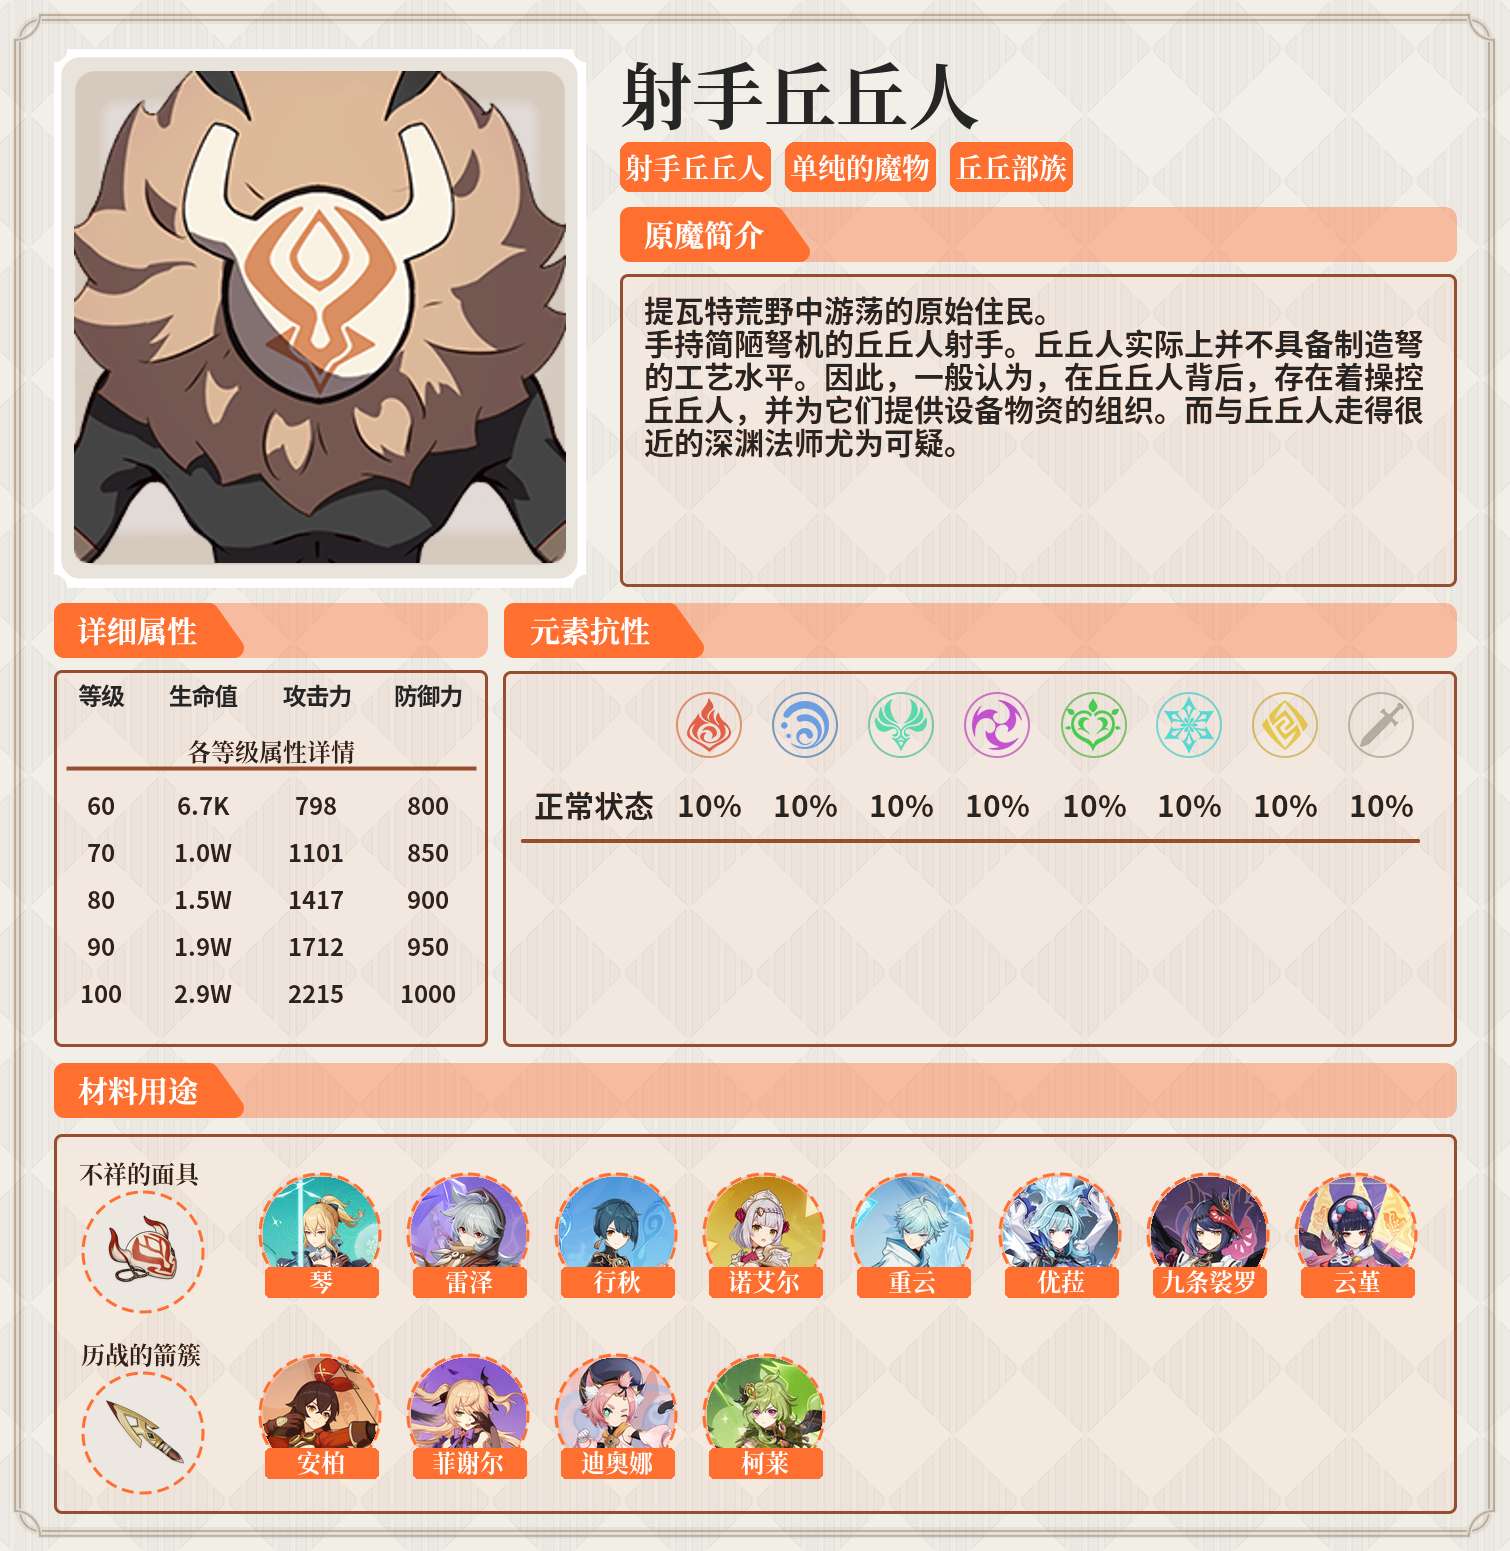 射手丘丘人
射手丘丘人 单纯的魔物 丘丘部族
原魔简介
提瓦特荒野中游荡的原始住民。
手持简陋弩机的丘丘人射手。丘丘人实际上并不具备制造弩
的工艺水平。因此，一般认为，在丘丘人背后，存在着操控
丘丘人，并为它们提供设备物资的组织。而与丘丘人走得很
近的深渊法师尤为可疑。
详细属性
等级 生命值 攻击力 防御力
各等级属性详情
60 6.7K 798 800
70 1.0W 1101 850
80 1.5W 1417 900
90 1.9W 1712 950
100 2.9W 2215 1000
元素抗性
正常状态 10% 10% 10% 10% 10% 10% 10% 10%
材料用途
不祥的面具
琴 雷泽 行秋 诺艾尔 重云 优菈 九条裟罗 云堇
历战的箭簇
安柏 菲谢尔 迪奥娜 柯莱